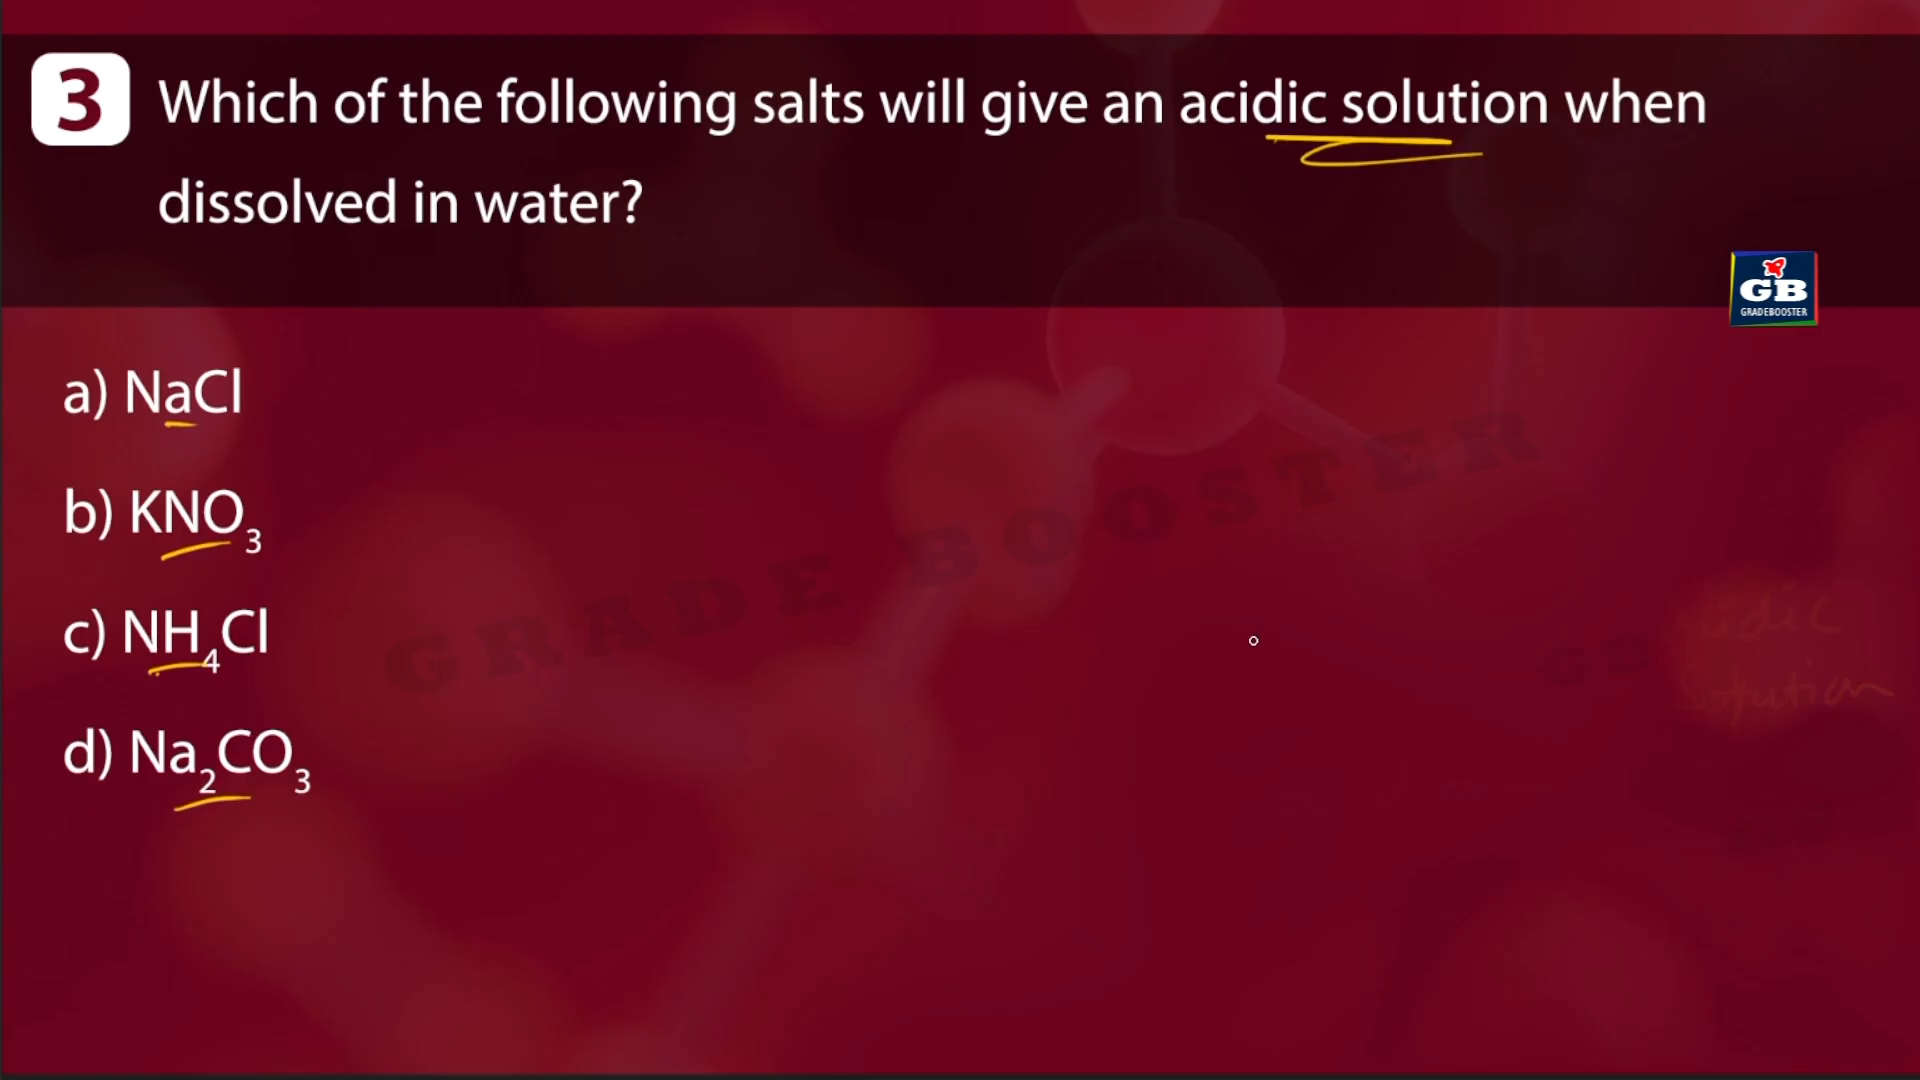 3 Which of the following salts will give an acidic solution when
dissolved in water?
GB
GRADEBOOSTER
a) NaCl
b) KNO₃
c) NH₄Cl
d) Na₂CO₃
GRADE BOOSTER